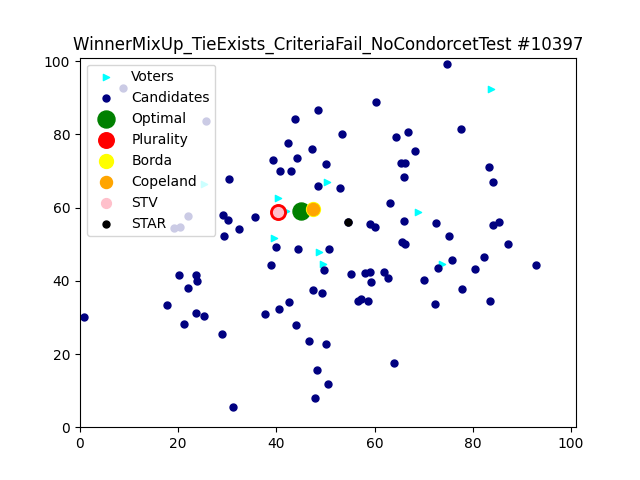 WinnerMixUp_TieExists_CriteriaFail_NoCondorcetTest #10397
Voters
Candidates
Optimal
Plurality
Borda
Copeland
STV
STAR
100
80
60
40
20
0
0 20 40 60 80 100